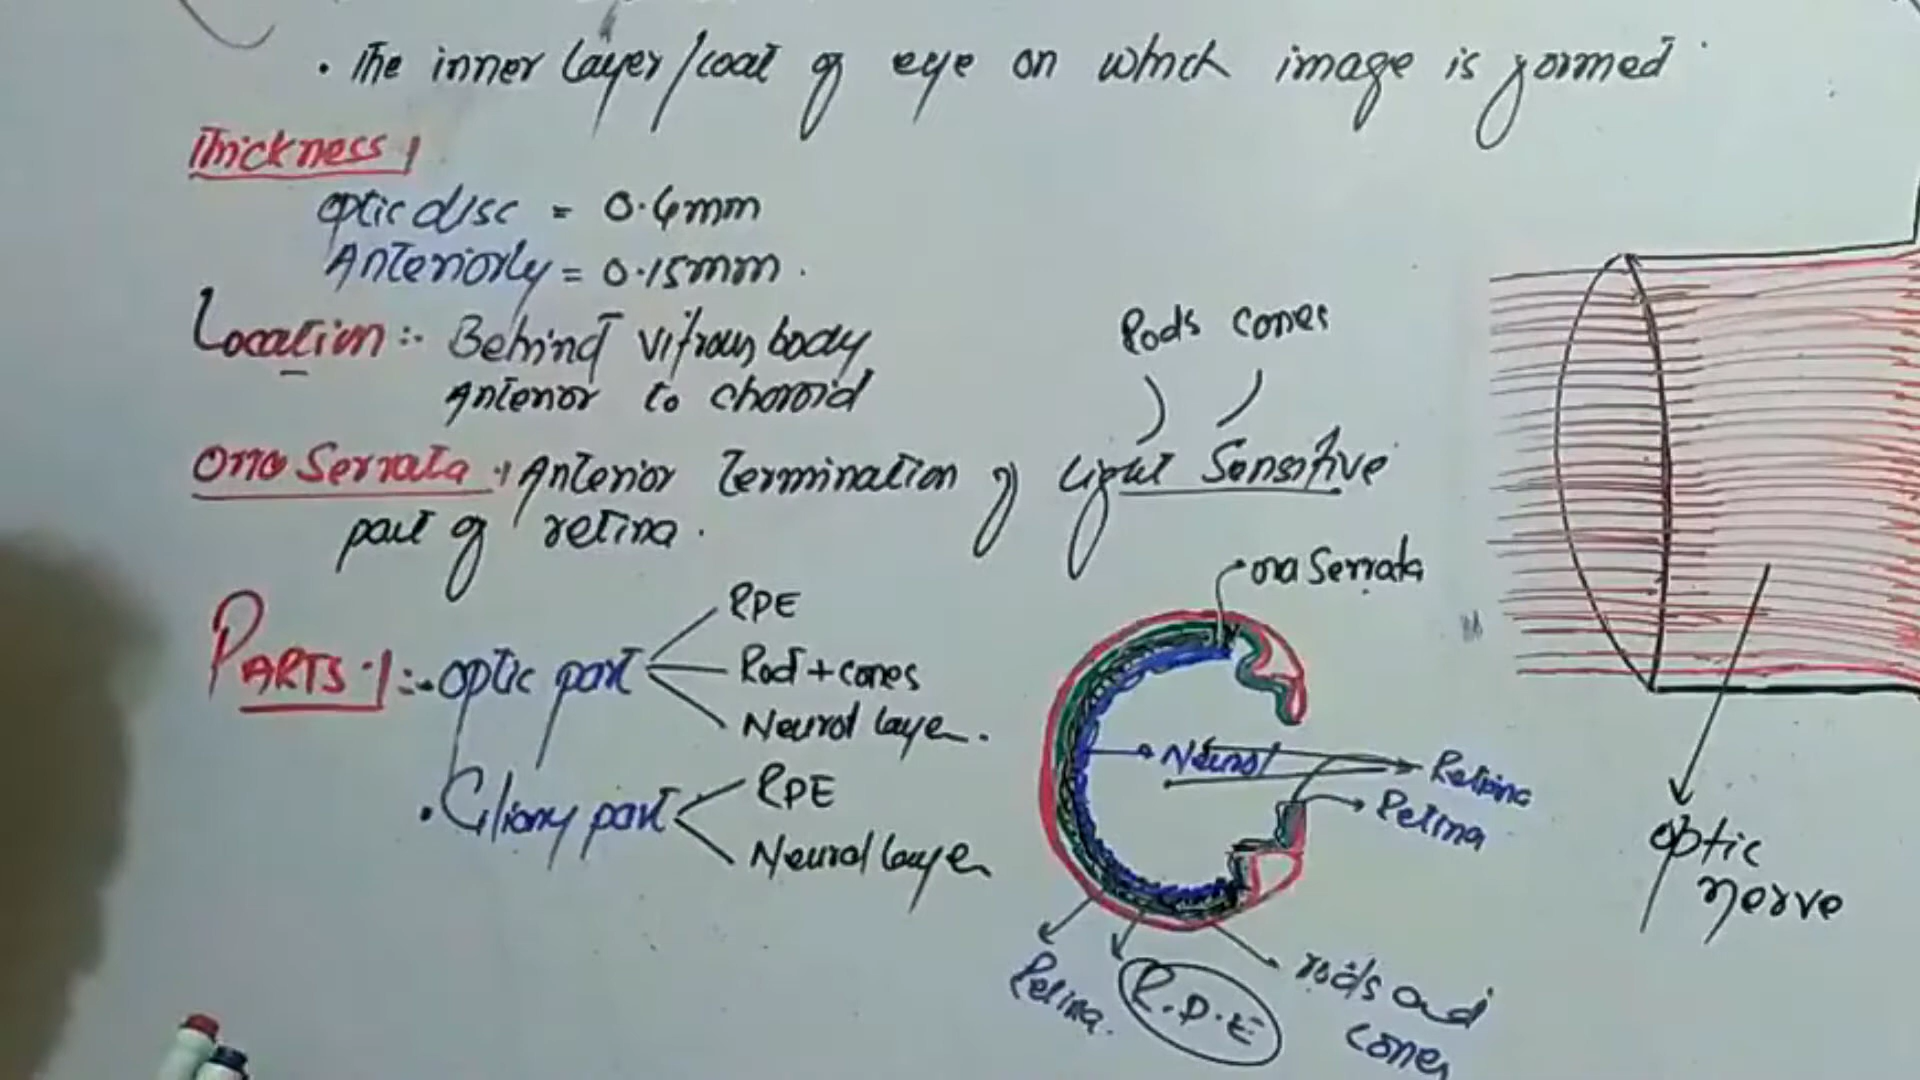 • The inner layer/coat of eye on which image is formed
Thickness
optic disc = 0.4mm
Anteriorly = 0.15mm.
Location :- Behind vitrous body
Anterior to choroid
Rods cones
Ora Serrata : Anterior Termination of Light Sensitive
part of retina.
ora Serrata
PARTS :- • optic part
RPE
Rod + cones
Neural layer.
• Ciliary part
RPE
Neural layer
Neural
Retina
Retina
optic
nerve
Retina.
R.P.E
rods and
cones